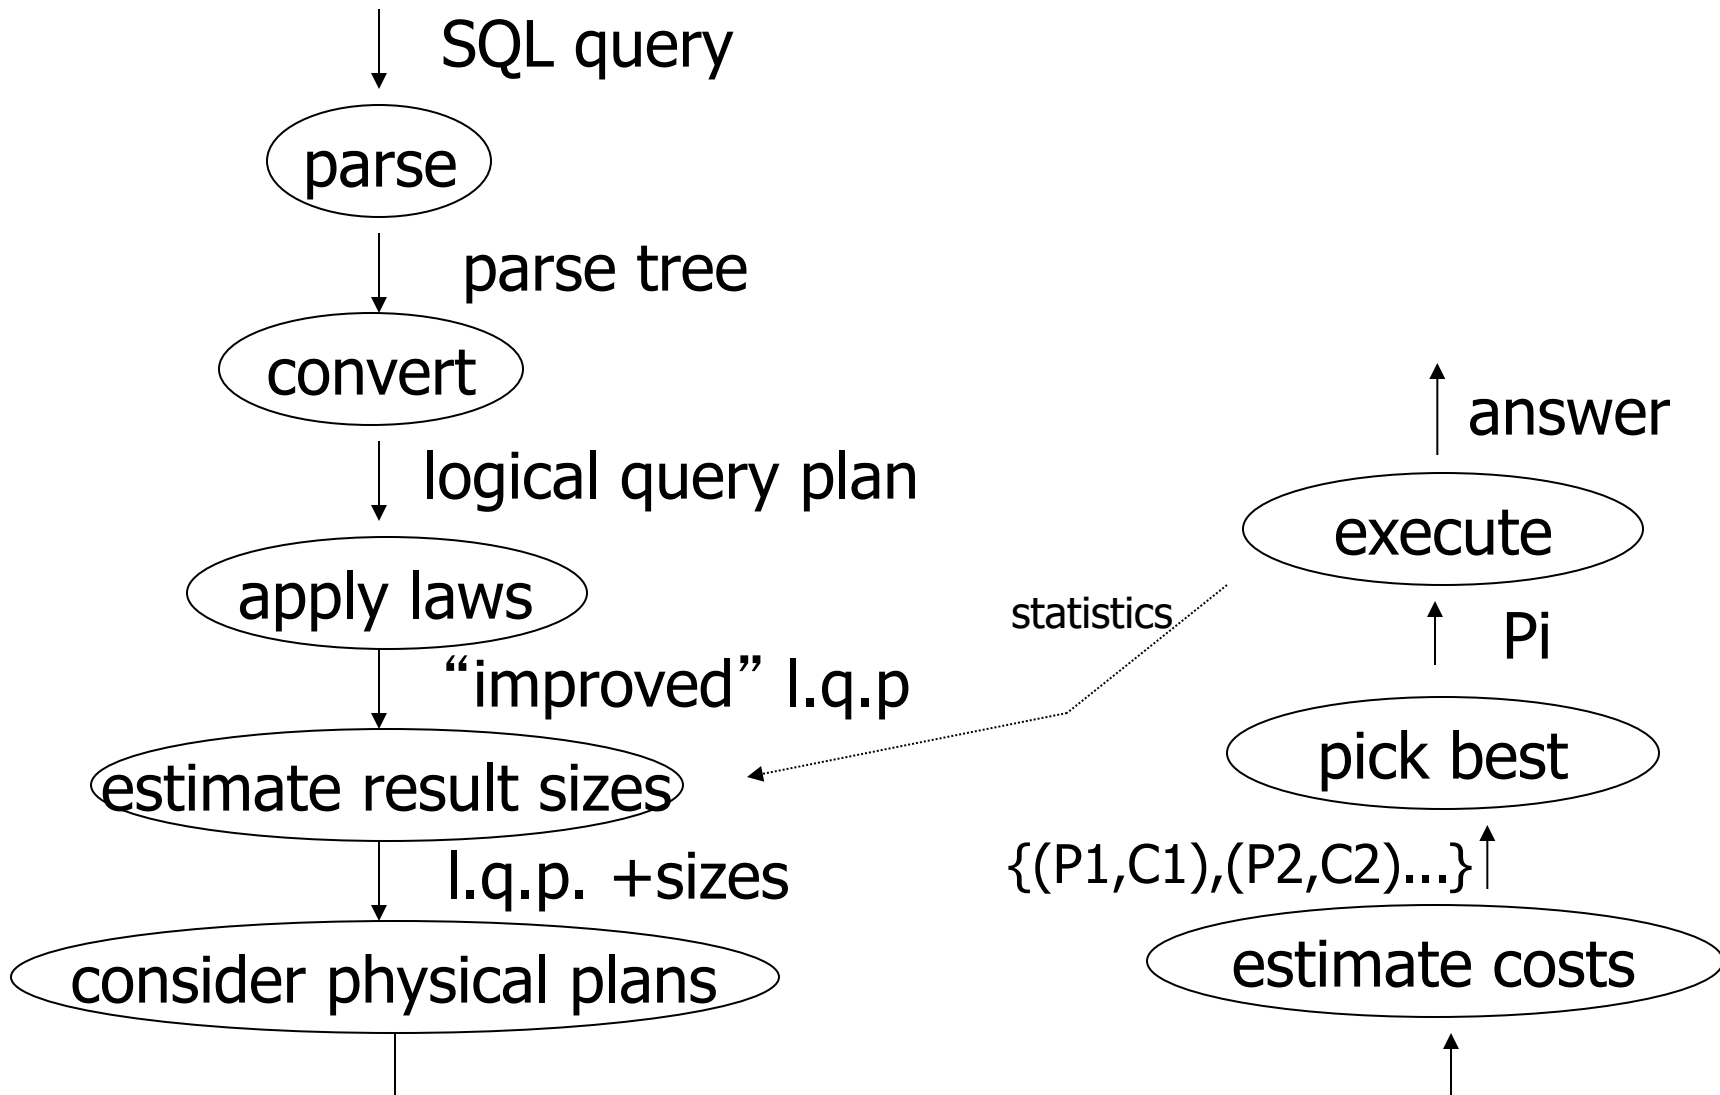 SQL query
parse
parse tree
convert
logical query plan
apply laws
“improved” l.q.p
estimate result sizes
l.q.p. +sizes
consider physical plans
answer
execute
statistics
Pi
pick best
{(P1,C1),(P2,C2)...}
estimate costs